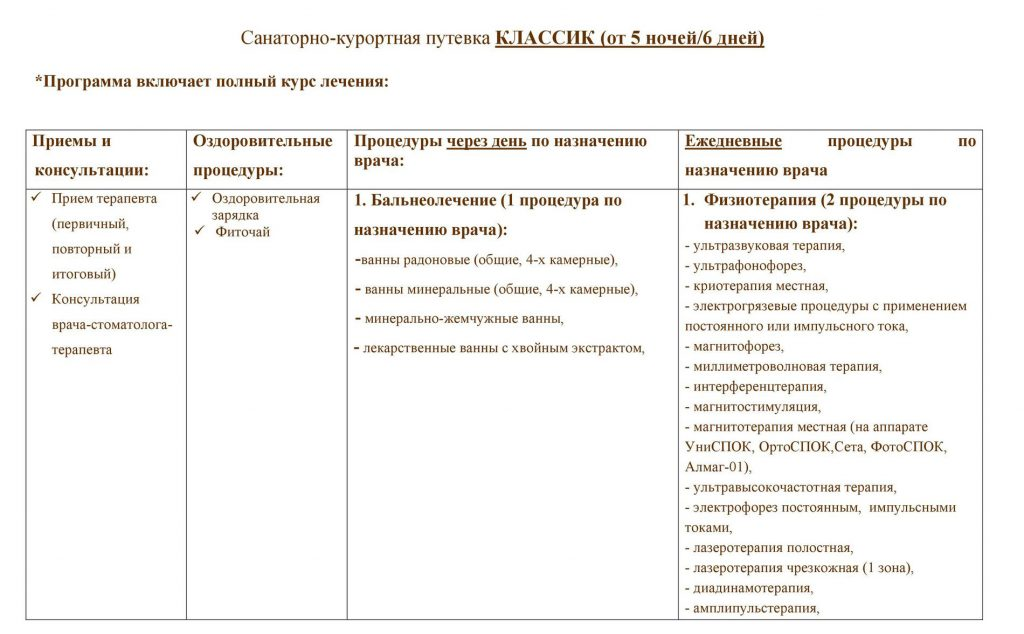 Санаторно-курортная путевка КЛАССИК (от 5 ночей/6 дней)
*Программа включает полный курс лечения:
Приемы и
консультации:
Оздоровительные
процедуры:
Процедуры через день по назначению
врача:
Ежедневные процедуры по
назначению врача
✓ Прием терапевта
(первичный,
повторный и
итоговый)
✓ Консультация
врача-стоматолога-
терапевта
✓ Оздоровительная
зарядка
✓ Фиточай
1. Бальнеолечение (1 процедура по
назначению врача):
-ванны радоновые (общие, 4-х камерные),
- ванны минеральные (общие, 4-х камерные),
- минерально-жемчужные ванны,
- лекарственные ванны с хвойным экстрактом,
1. Физиотерапия (2 процедуры по
назначению врача):
- ультразвуковая терапия,
- ультрафонофорез,
- криотерапия местная,
- электрогрязевые процедуры с применением
постоянного или импульсного тока,
- магнитофорез,
- миллиметроволновая терапия,
- интерференцтерапия,
- магнитостимуляция,
- магнитотерапия местная (на аппарате
УниСПОК, ОртоСПОК,Сета, ФотоСПОК,
Алмаг-01),
- ультравысокочастотная терапия,
- электрофорез постоянным, импульсными
токами,
- лазеротерапия полостная,
- лазеротерапия чрезкожная (1 зона),
- диадинамотерапия,
- амплипульстерапия,